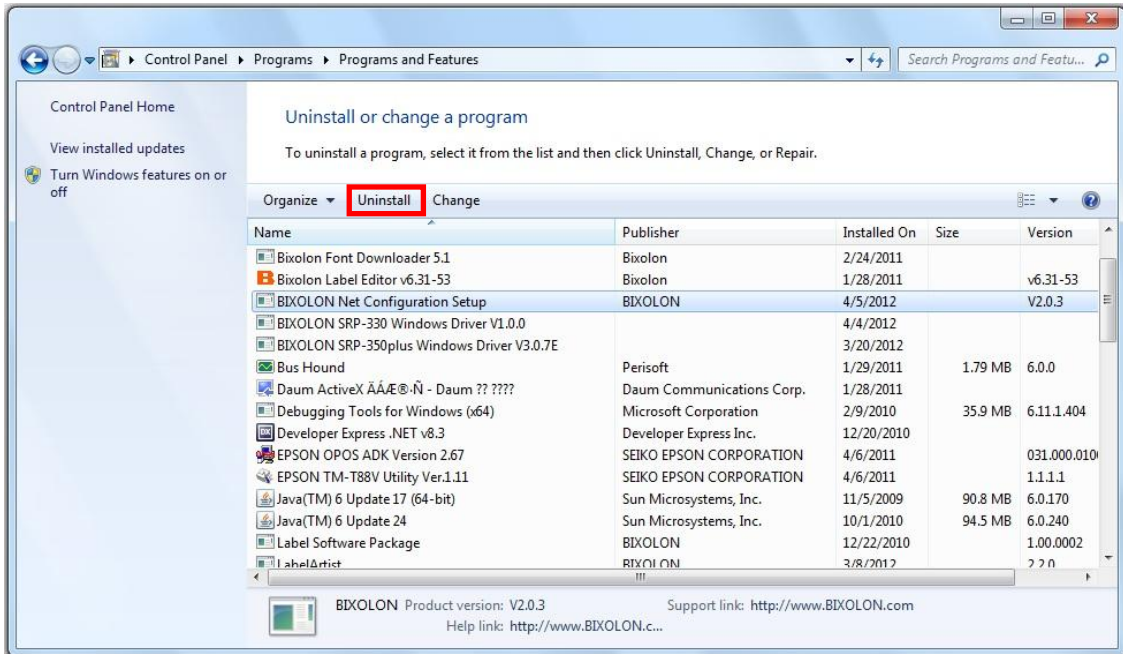 Control Panel Programs Programs and Features Search Programs and Featu...
Control Panel Home
View installed updates
Turn Windows features on or
off
Uninstall or change a program
To uninstall a program, select it from the list and then click Uninstall, Change, or Repair.
Organize Uninstall Change
Name Publisher Installed On Size Version
Bixolon Font Downloader 5.1 Bixolon 2/24/2011
Bixolon Label Editor v6.31-53 Bixolon 1/28/2011 v6.31-53
BIXOLON Net Configuration Setup BIXOLON 4/5/2012 V2.0.3
BIXOLON SRP-330 Windows Driver V1.0.0 4/4/2012
BIXOLON SRP-350plus Windows Driver V3.0.7E 3/20/2012
Bus Hound Perisoft 1/29/2011 1.79 MB 6.0.0
Daum ActiveX ÄÁÆ®·Ñ - Daum ?? ???? Daum Communications Corp. 1/28/2011
Debugging Tools for Windows (x64) Microsoft Corporation 2/9/2010 35.9 MB 6.11.1.404
Developer Express .NET v8.3 Developer Express Inc. 12/20/2010
EPSON OPOS ADK Version 2.67 SEIKO EPSON CORPORATION 4/6/2011 031.000.010
EPSON TM-T88V Utility Ver.1.11 SEIKO EPSON CORPORATION 4/6/2011 1.1.1.1
Java(TM) 6 Update 17 (64-bit) Sun Microsystems, Inc. 11/5/2009 90.8 MB 6.0.170
Java(TM) 6 Update 24 Sun Microsystems, Inc. 10/1/2010 94.5 MB 6.0.240
Label Software Package BIXOLON 12/22/2010 1.00.0002
LabelArtist BIXOLON 3/8/2012 2.2.0
BIXOLON Product version: V2.0.3 Support link: http://www.BIXOLON.com
Help link: http://www.BIXOLON.c...